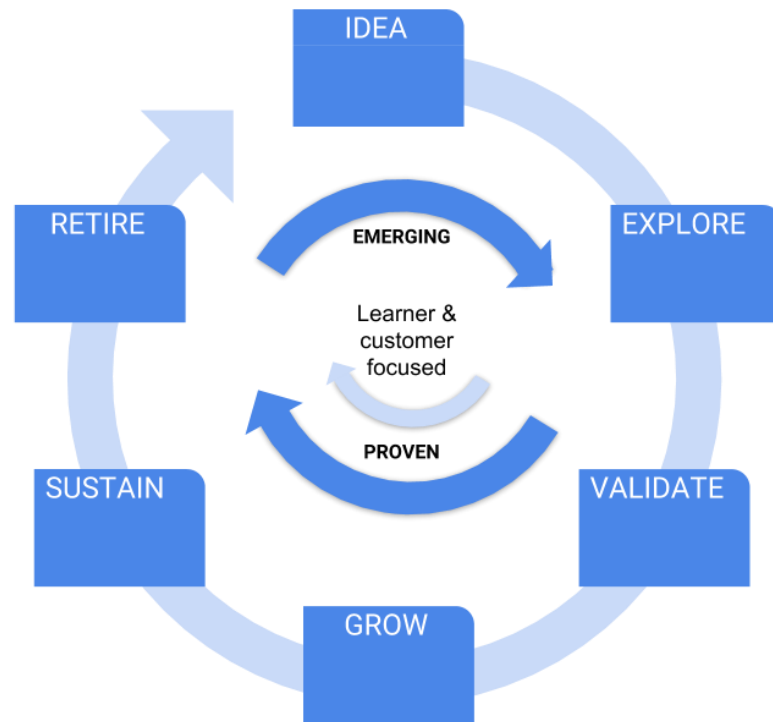 IDEA
EXPLORE
VALIDATE
GROW
SUSTAIN
RETIRE
EMERGING
Learner &
customer
focused
PROVEN